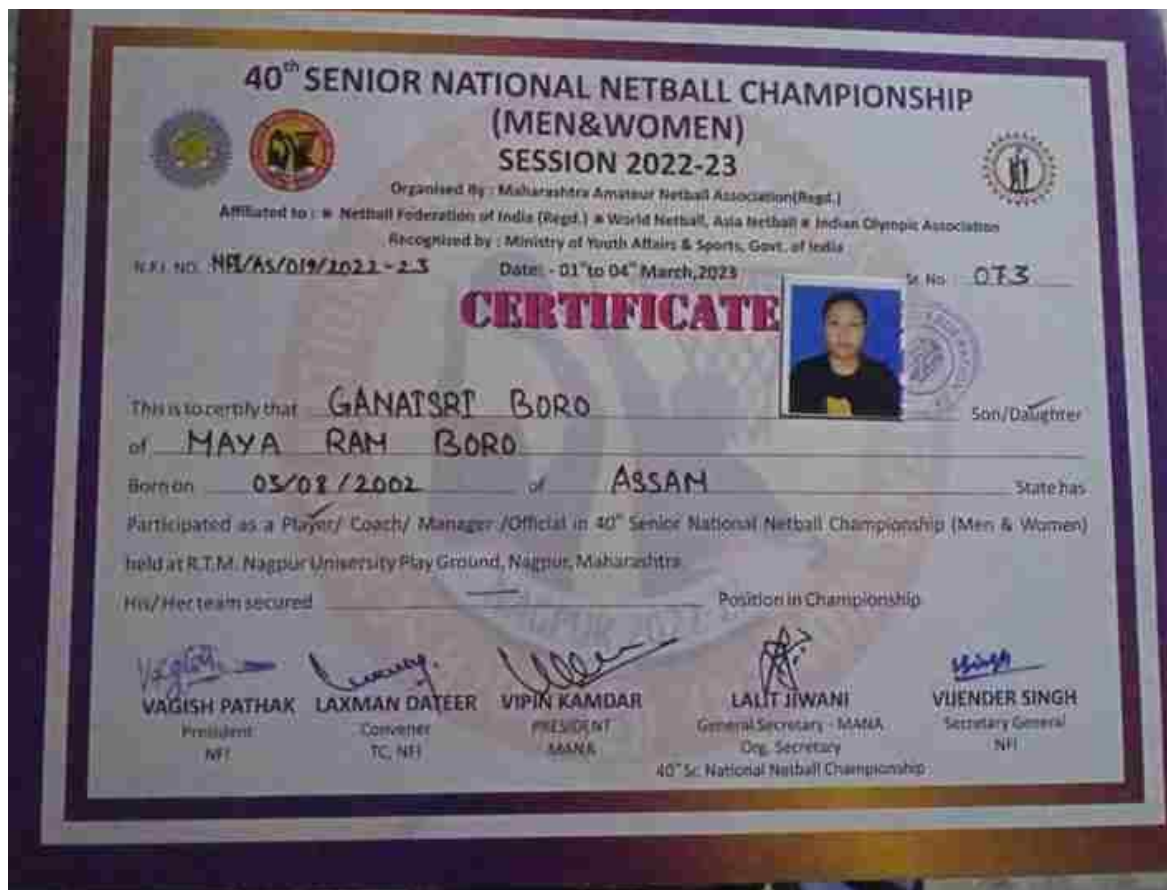 40th SENIOR NATIONAL NETBALL CHAMPIONSHIP
(MEN&WOMEN)
SESSION 2022-23
Organised By : Maharashtra Amateur Netball Association(Regd.)
Affiliated to : Netball Federation of India (Regd.) World Netball, Asia Netball Indian Olympic Association
Recognised by : Ministry of Youth Affairs & Sports, Govt. of India
N.F.I. NO. NFI/AS/019/2022-23 Date: - 01st to 04th March,2023 Sr. No. 073
CERTIFICATE
This is to certify that GANATSRI BORO Son/Daughter
of MAYA RAM BORO
Born on 03/08/2002 of ASSAM State has
Participated as a Player/ Coach/ Manager /Official in 40th Senior National Netball Championship (Men & Women)
held at R.T.M. Nagpur University Play Ground, Nagpur, Maharashtra
His/Her team secured — Position in Championship
VAGISH PATHAK LAXMAN DATEER VIPIN KAMDAR LALIT JIWANI VIJENDER SINGH
President Convener PRESIDENT General Secretary - MANA Secretary General
NFI TC, NFI MANA Org. Secretary NFI
40th Sr. National Netball Championship